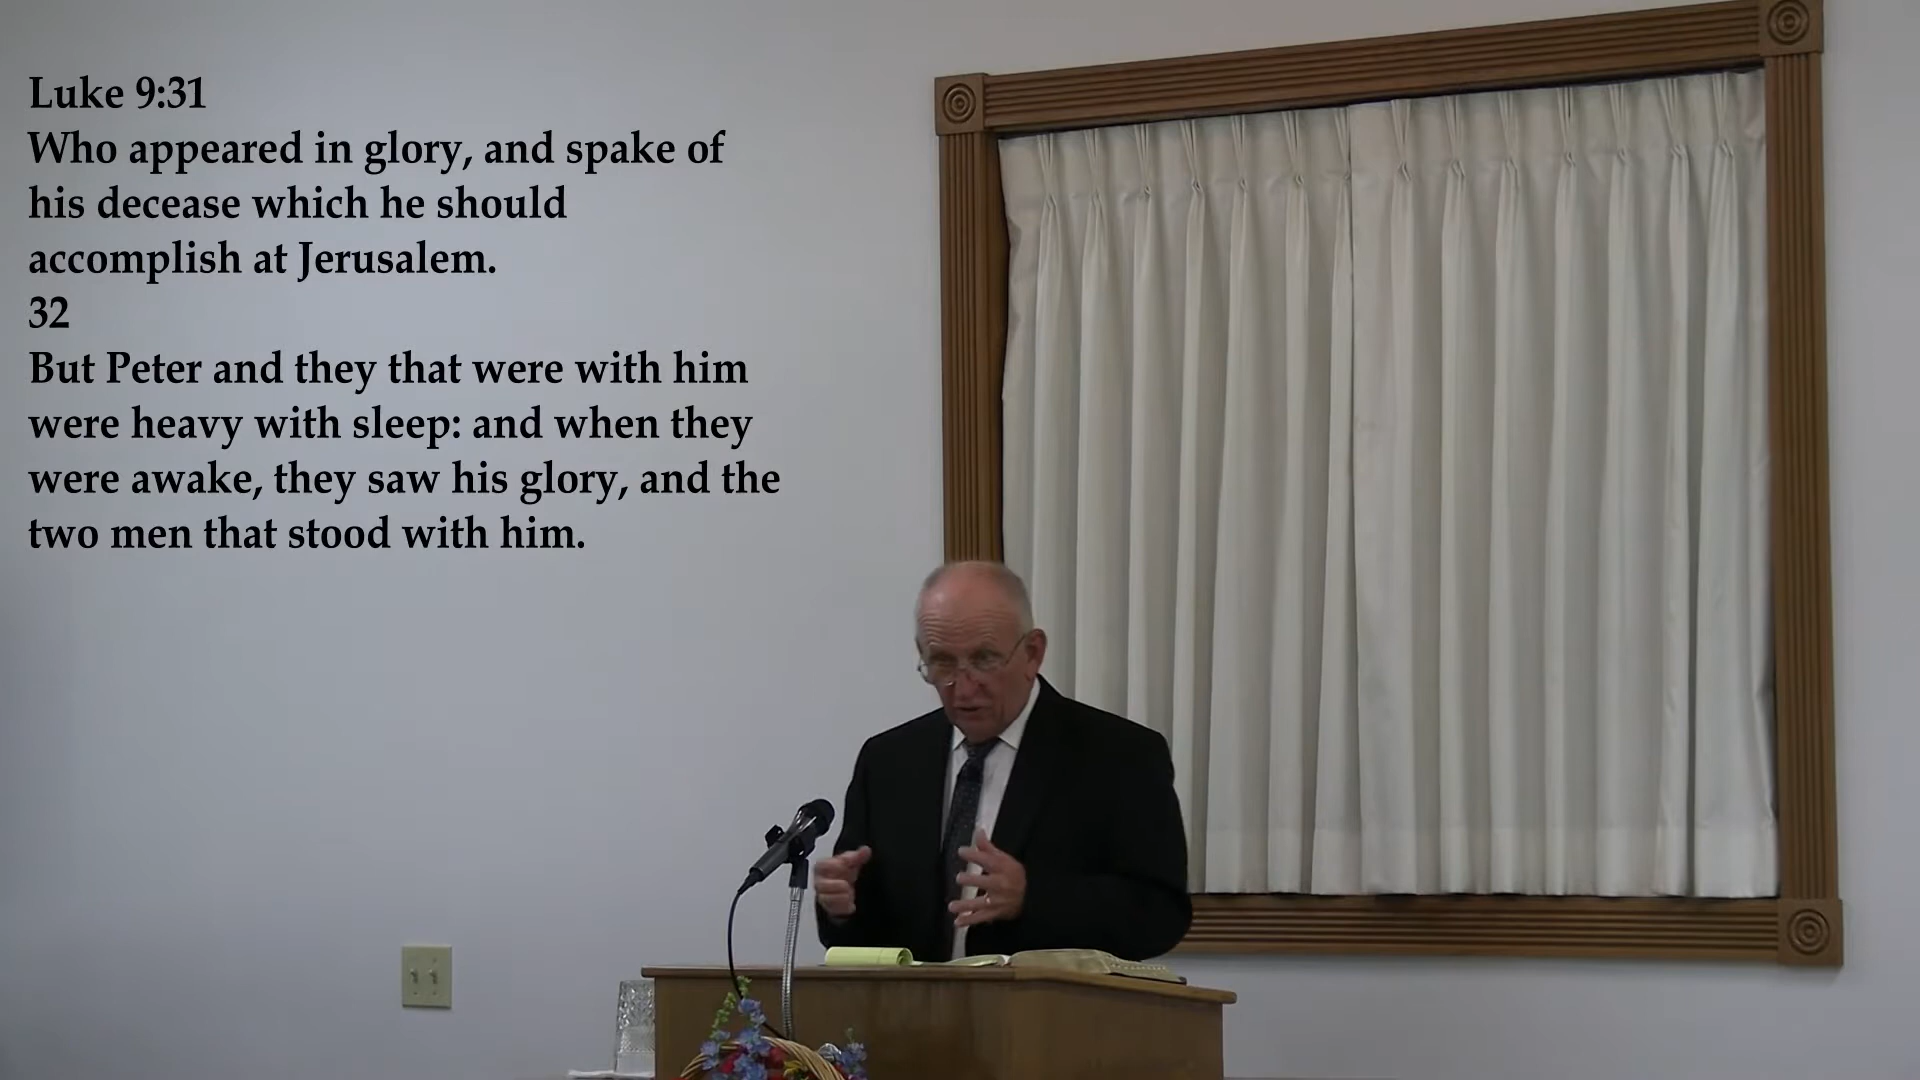 Luke 9:31
Who appeared in glory, and spake of
his decease which he should
accomplish at Jerusalem.
32
But Peter and they that were with him
were heavy with sleep: and when they
were awake, they saw his glory, and the
two men that stood with him.